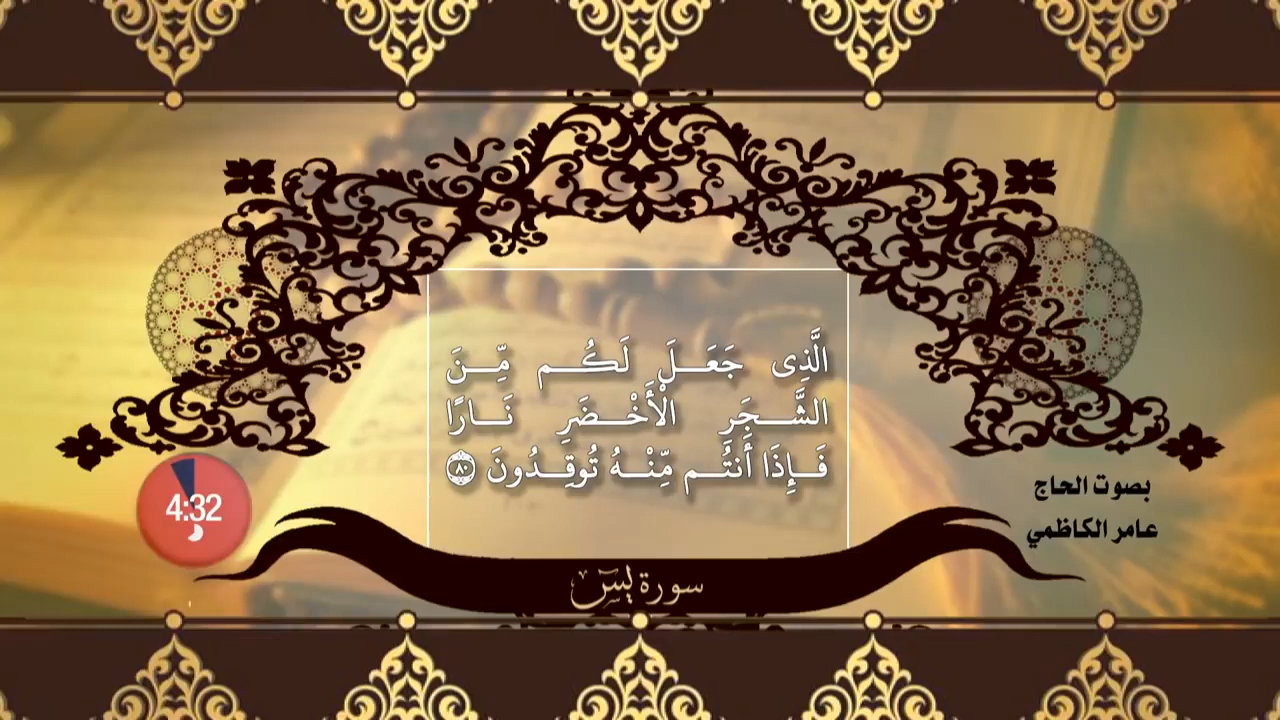 الَّذِى جَعَلَ لَكُم مِّنَ
الشَّجَرِ الْأَخْضَرِ نَارًا
فَإِذَا أَنتُم مِّنْهُ تُوقِدُونَ ٨٠
بصوت الحاج
عامر الكاظمي
4:32
سورة يس